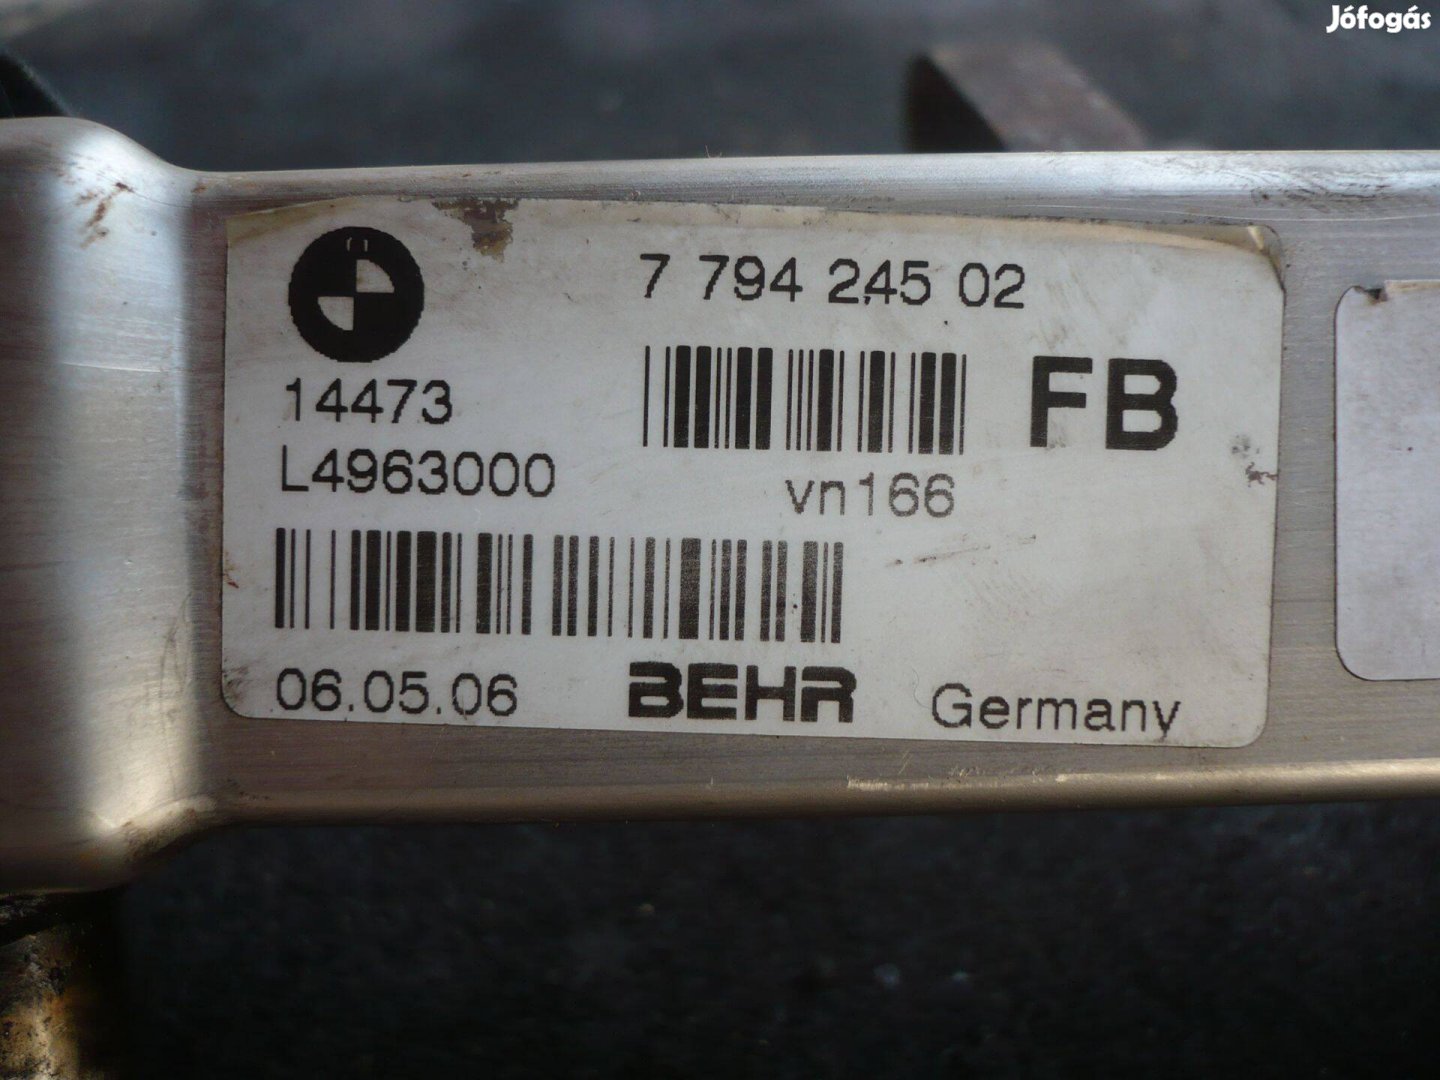 Jófogás
7 794 245 02
FB
14473
L4963000
vn166
06.05.06
BEHR
Germany